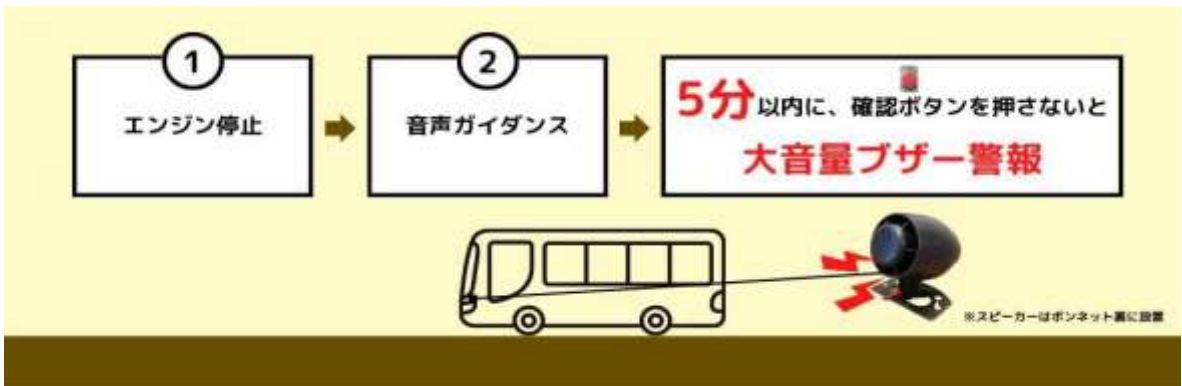 1
エンジン停止
2
音声ガイダンス
5分以内に、確認ボタンを押さないと
大音量ブザー警報
※スピーカーはボンネット裏に設置